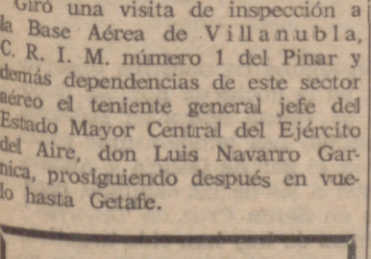 Giró una visita de inspección a
la Base Aérea de Villanubla,
C. R. I. M. número 1 del Pinar y
demás dependencias de este sector
aéreo el teniente general jefe del
Estado Mayor Central del Ejército
del Aire, don Luis Navarro Gar-
nica, prosiguiendo después en vue-
lo hasta Getafe.